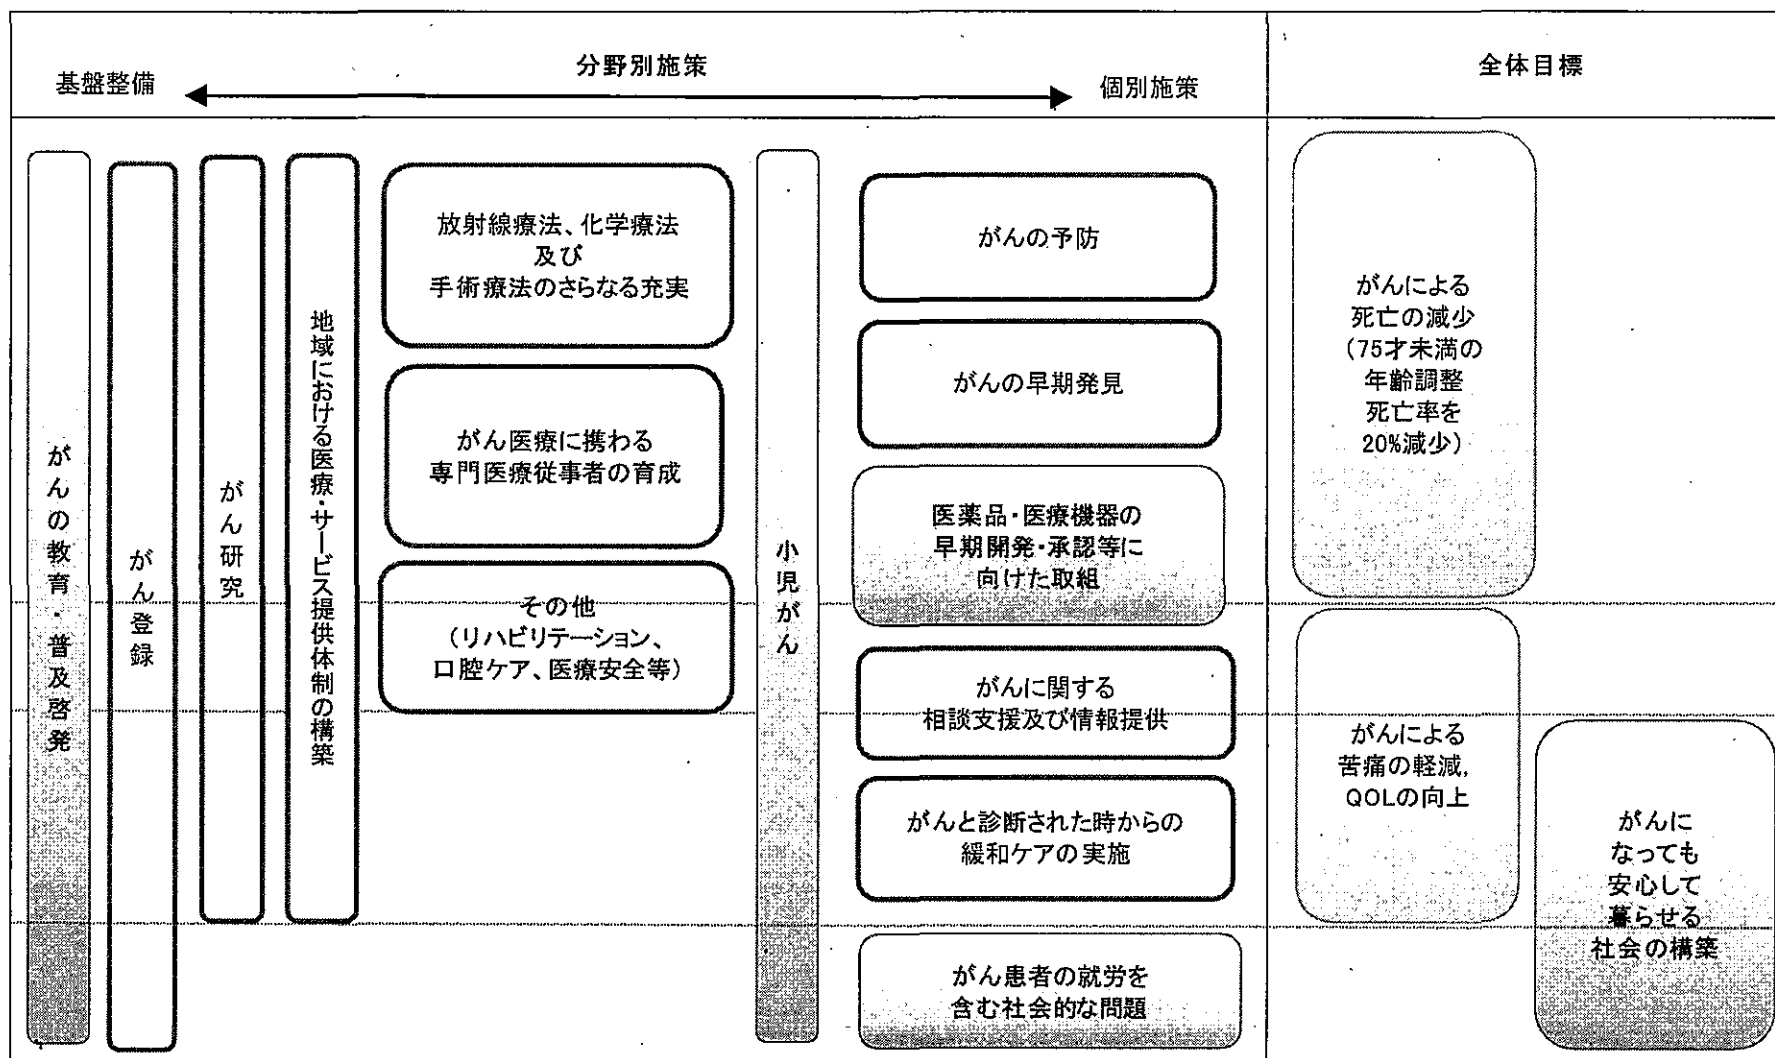 分野別施策
全体目標
基盤整備
個別施策
がんの教育・普及啓発
がん登録
がん研究
地域における医療・サービス提供体制の構築
放射線療法、化学療法
及び
手術療法のさらなる充実
がん医療に携わる
専門医療従事者の育成
その他
(リハビリテーション、
口腔ケア、医療安全等)
小児がん
がんの予防
がんの早期発見
医薬品・医療機器の
早期開発・承認等に
向けた取組
がんに関する
相談支援及び情報提供
がんと診断された時からの
緩和ケアの実施
がん患者の就労を
含む社会的な問題
がんによる
死亡の減少
(75才未満の
年齢調整
死亡率を
20%減少)
がんによる
苦痛の軽減,
QOLの向上
がんに
なっても
安心して
暮らせる
社会の構築